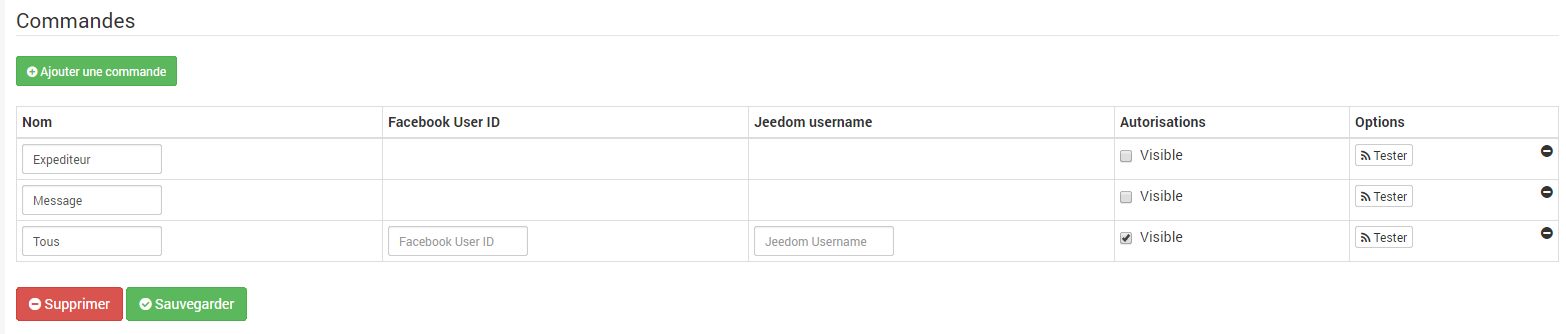 Commandes
Ajouter une commande
Nom Facebook User ID Jeedom username Autorisations Options
Expediteur Visible Tester
Message Visible Tester
Tous Facebook User ID Jeedom Username Visible Tester
Supprimer Sauvegarder